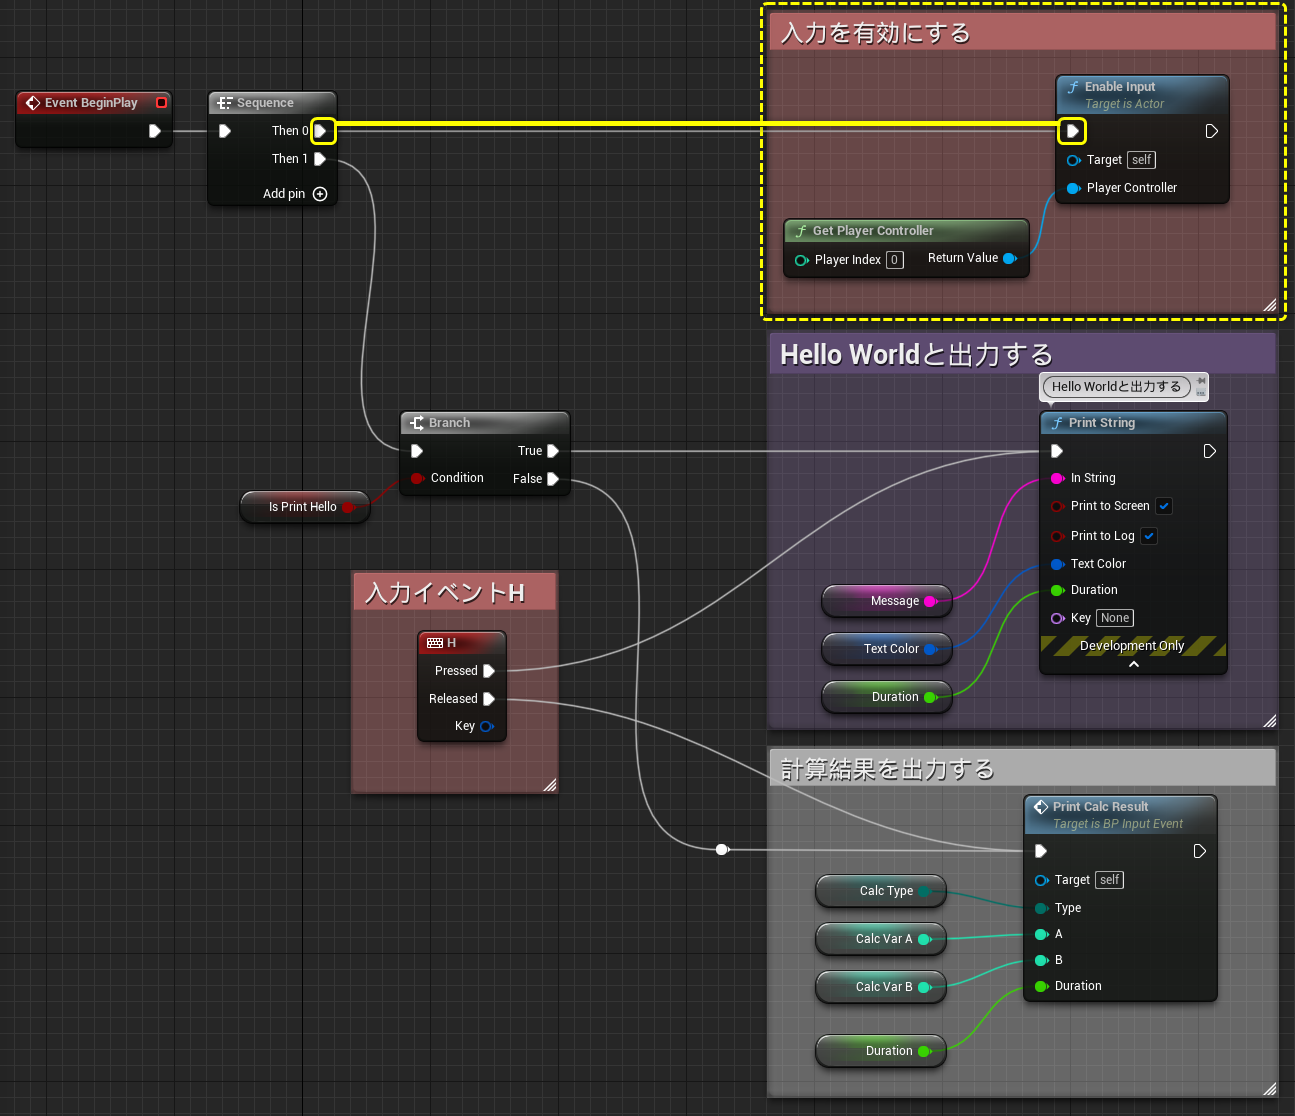 入力を有効にする
Event BeginPlay
Sequence
Then 0
Then 1
Add pin
Enable Input
Target is Actor
Target self
Player Controller
Get Player Controller
Player Index 0
Return Value
Hello Worldと出力する
Hello Worldと出力する
Print String
In String
Print to Screen
Print to Log
Text Color
Duration
Key None
Development Only
Message
Text Color
Duration
Branch
True
Condition
False
Is Print Hello
入力イベントH
H
Pressed
Released
Key
計算結果を出力する
Print Calc Result
Target is BP Input Event
Target self
Type
A
B
Duration
Calc Type
Calc Var A
Calc Var B
Duration